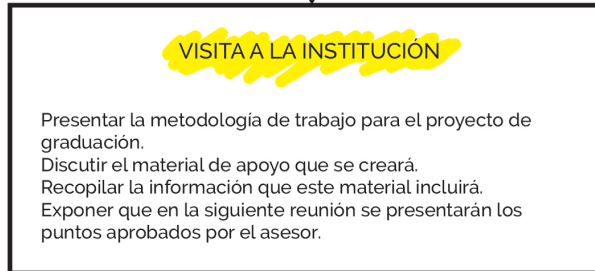 VISITA A LA INSTITUCIÓN
Presentar la metodología de trabajo para el proyecto de
graduación.
Discutir el material de apoyo que se creará.
Recopilar la información que este material incluirá.
Exponer que en la siguiente reunión se presentarán los
puntos aprobados por el asesor.